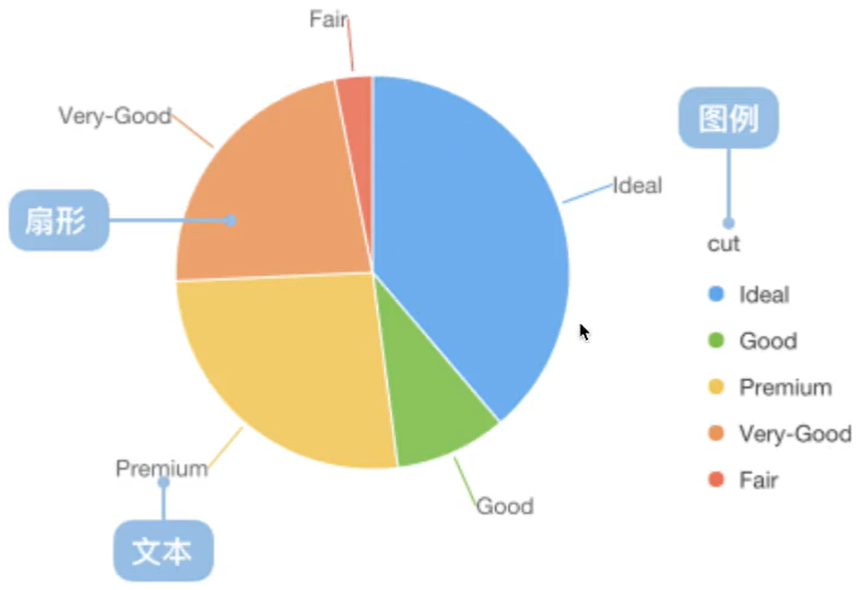 Fair
Very-Good
图例
Ideal
扇形
cut
Ideal
Good
Premium
Very-Good
Fair
Premium
Good
文本